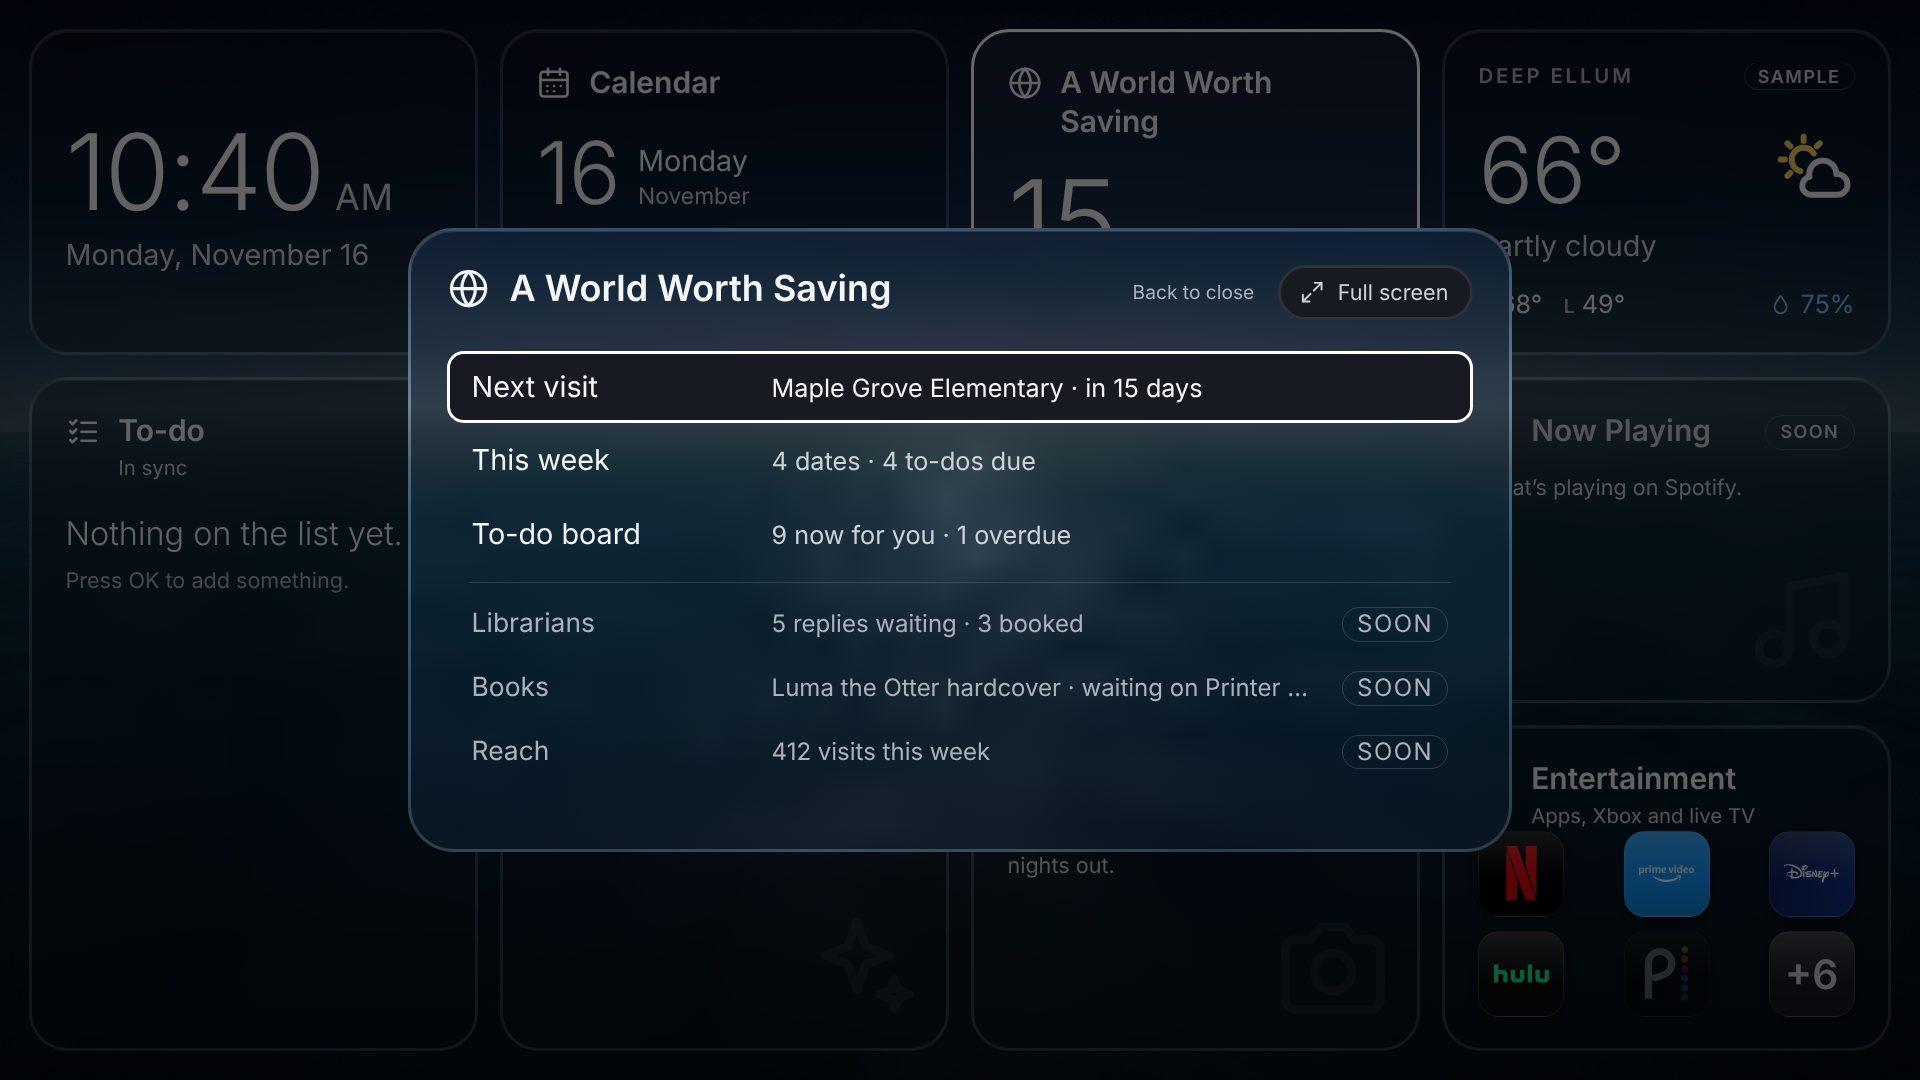 10:40 AM
Monday, November 16
Calendar
16
Monday
November
A World Worth
Saving
15
DEEP ELLUM
SAMPLE
66°
artly cloudy
68° L 49°
75%
A World Worth Saving
Back to close
Full screen
Next visit
Maple Grove Elementary · in 15 days
This week
4 dates · 4 to-dos due
To-do board
9 now for you · 1 overdue
Librarians
5 replies waiting · 3 booked
SOON
Books
Luma the Otter hardcover · waiting on Printer ...
SOON
Reach
412 visits this week
SOON
To-do
In sync
Nothing on the list yet.
Press OK to add something.
Now Playing
SOON
at’s playing on Spotify.
nights out.
Entertainment
Apps, Xbox and live TV
N
prime video
Disney+
hulu
P
+6